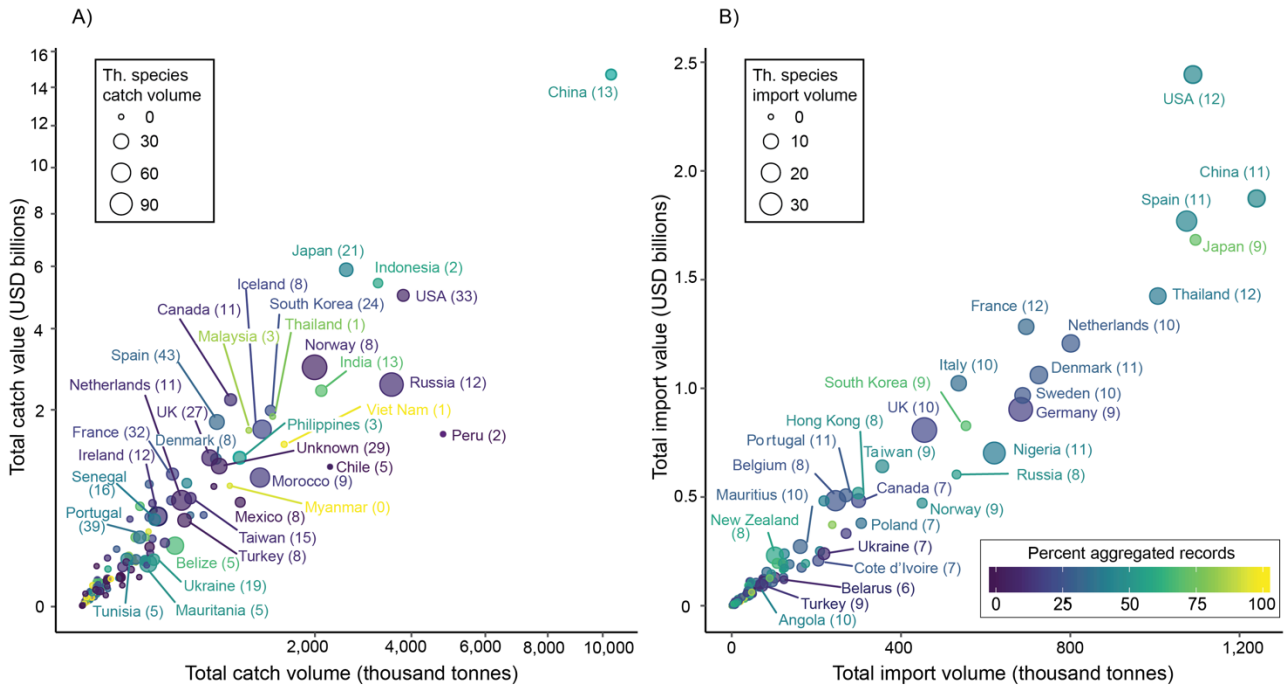 A)
Total catch value (USD billions)
16
14
12
10
8
6
4
2
0
Th. species
catch volume
0
30
60
90
China (13)
Japan (21)
Indonesia (2)
Iceland (8)
USA (33)
South Korea (24)
Canada (11)
Thailand (1)
Malaysia (3)
Norway (8)
Spain (43)
India (13)
Netherlands (11)
Russia (12)
UK (27)
Viet Nam (1)
Philippines (3)
Peru (2)
France (32)
Denmark (8)
Unknown (29)
Ireland (12)
Chile (5)
Senegal
(16)
Morocco (9)
Myanmar (0)
Portugal
(39)
Mexico (8)
Taiwan (15)
Turkey (8)
Belize (5)
Ukraine (19)
Tunisia (5)
Mauritania (5)
2,000
4,000
6,000
8,000
10,000
Total catch volume (thousand tonnes)
B)
Total import value (USD billions)
2.5
2.0
1.5
1.0
0.5
0.0
Th. species
import volume
0
10
20
30
USA (12)
China (11)
Spain (11)
Japan (9)
Thailand (12)
France (12)
Netherlands (10)
Italy (10)
Denmark (11)
South Korea (9)
Sweden (10)
UK (10)
Germany (9)
Hong Kong (8)
Portugal (11)
Nigeria (11)
Taiwan (9)
Belgium (8)
Russia (8)
Canada (7)
Mauritius (10)
Norway (9)
New Zealand
(8)
Poland (7)
Ukraine (7)
Cote d'Ivoire (7)
Belarus (6)
Turkey (9)
Angola (10)
Percent aggregated records
0
25
50
75
100
0
400
800
1,200
Total import volume (thousand tonnes)